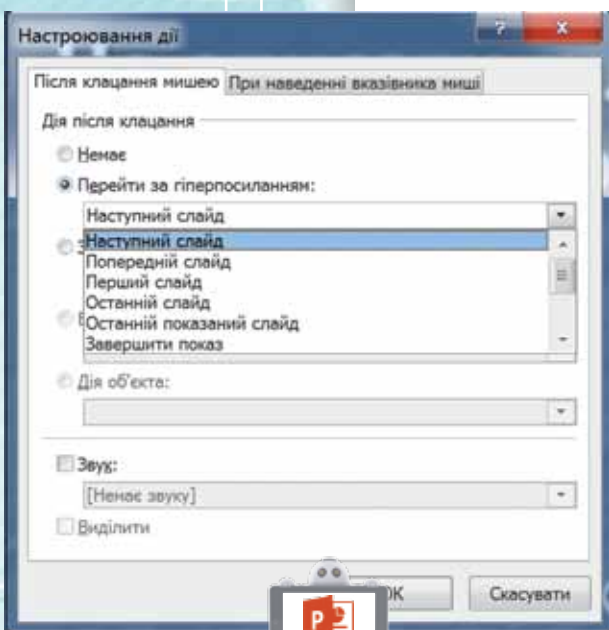 Настроювання дії
Після клацання мишею
При наведенні вказівника миші
Дія після клацання
Немає
Перейти за гіперпосиланням:
Наступний слайд
Наступний слайд
Попередній слайд
Перший слайд
Останній слайд
Останній показаний слайд
Завершити показ
Дія об'єкта:
Звук:
[Немає звуку]
Виділити
OK
Скасувати
P